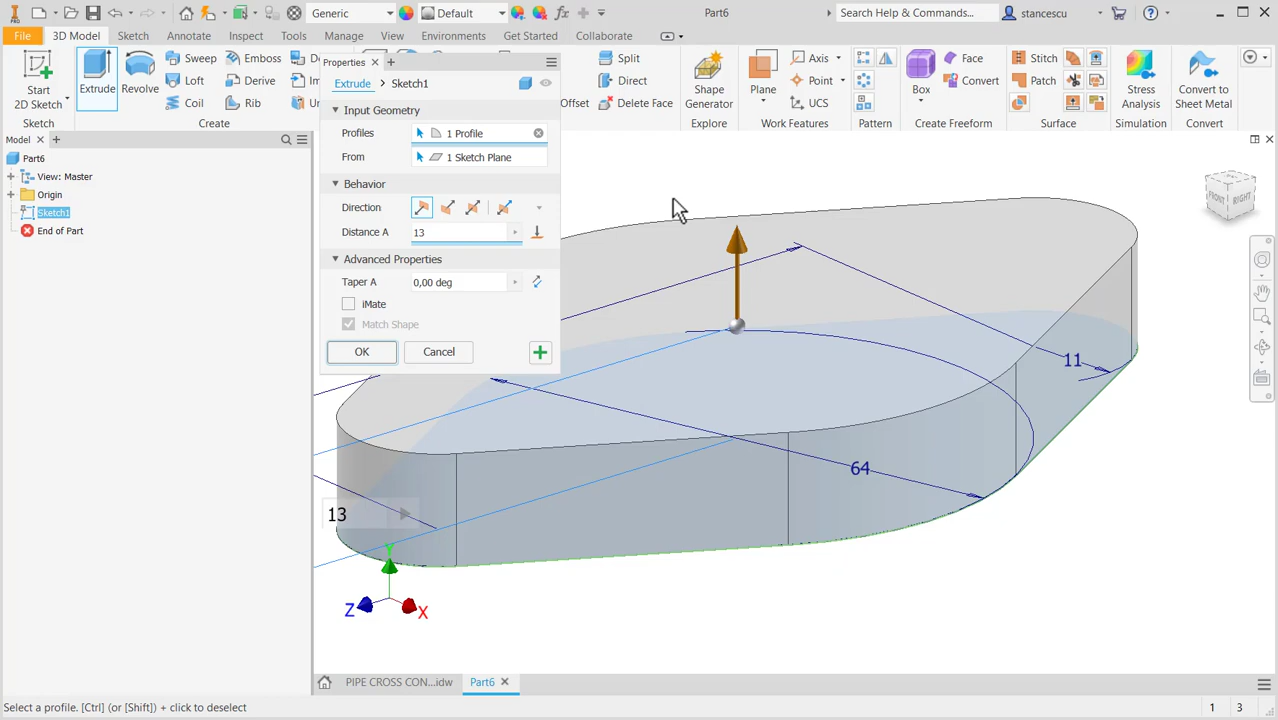 Generic
Default
Part6
Search Help & Commands...
stancescu
PRO
File
3D Model
Sketch
Annotate
Inspect
Tools
Manage
View
Environments
Get Started
Collaborate
Start
2D Sketch
Sketch
Extrude
Revolve
Sweep
Loft
Coil
Emboss
Derive
Rib
Create
Split
Direct
Offset
Delete Face
Shape
Generator
Explore
Plane
Axis
Point
UCS
Work Features
Pattern
Box
Face
Convert
Create Freeform
Stitch
Patch
Surface
Stress
Analysis
Simulation
Convert to
Sheet Metal
Convert
Model
Part6
View: Master
Origin
Sketch1
End of Part
Properties
Extrude
Sketch1
Input Geometry
Profiles
1 Profile
From
1 Sketch Plane
Behavior
Direction
Distance A
13
Advanced Properties
Taper A
0,00 deg
iMate
Match Shape
OK
Cancel
FRONT
RIGHT
11
64
13
Y
Z
X
PIPE CROSS CON...idw
Part6
Select a profile. [Ctrl] (or [Shift]) + click to deselect
1
3